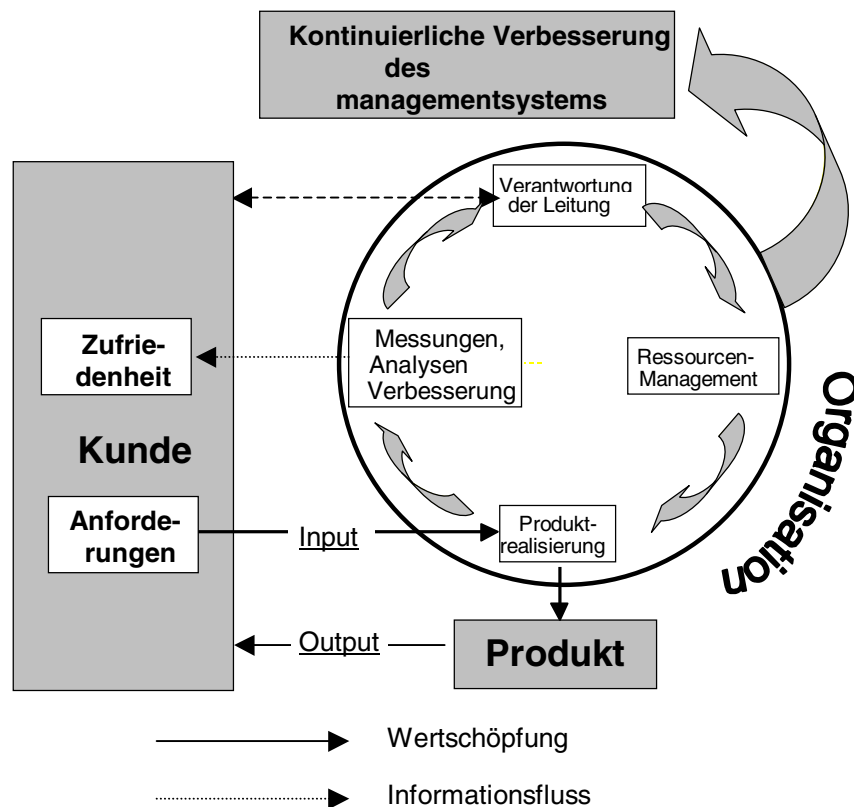 Kontinuierliche Verbesserung
des
managementsystems
Verantwortung
der Leitung
Zufrie-
denheit
Messungen,
Analysen
Verbesserung
Ressourcen-
Management
Organisation
Kunde
Anforde-
rungen
Input
Produkt-
realisierung
Output
Produkt
Wertschöpfung
Informationsfluss